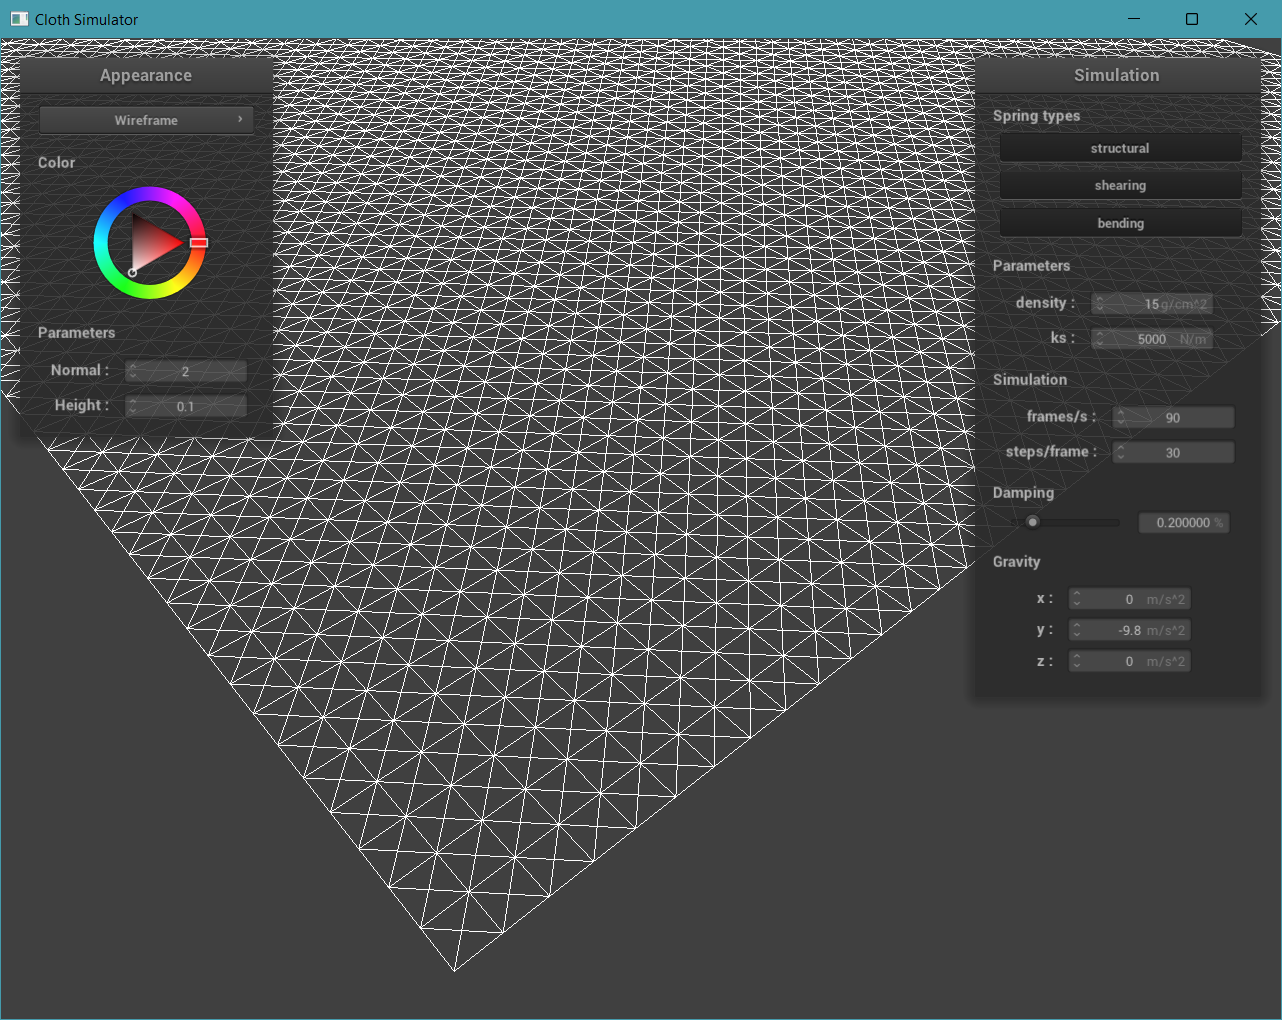 Cloth Simulator
Appearance
Wireframe
Color
Parameters
Normal : 2
Height : 0.1
Simulation
Spring types
structural
shearing
bending
Parameters
density : 15 g/cm^2
ks : 5000 N/m
Simulation
frames/s : 90
steps/frame : 30
Damping
0.200000 %
Gravity
x : 0 m/s^2
y : -9.8 m/s^2
z : 0 m/s^2